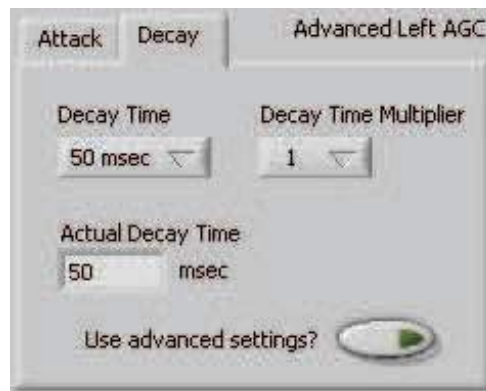 Attack Decay Advanced Left AGC
Decay Time Decay Time Multiplier
50 msec 1
Actual Decay Time
50 msec
Use advanced settings?